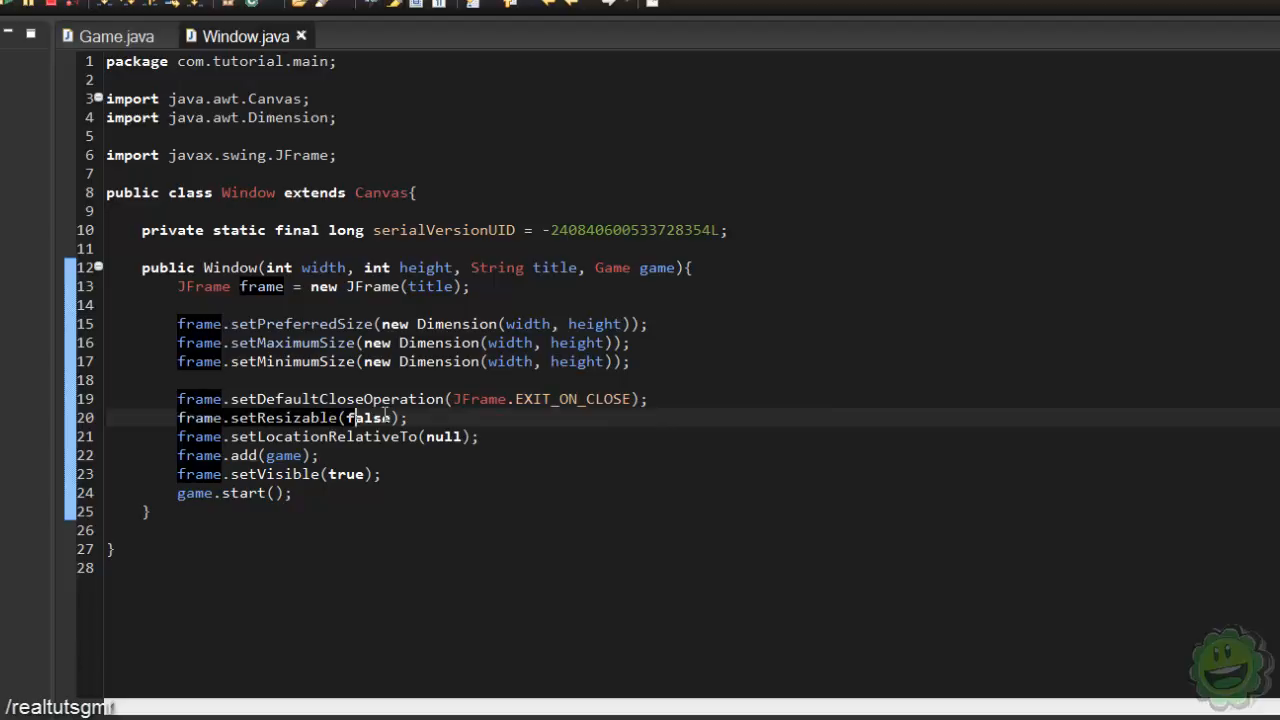 Game.java Window.java
1 package com.tutorial.main;
2
3 import java.awt.Canvas;
4 import java.awt.Dimension;
5
6 import javax.swing.JFrame;
7
8 public class Window extends Canvas{
9
10 private static final long serialVersionUID = -240840600533728354L;
11
12 public Window(int width, int height, String title, Game game){
13 JFrame frame = new JFrame(title);
14
15 frame.setPreferredSize(new Dimension(width, height));
16 frame.setMaximumSize(new Dimension(width, height));
17 frame.setMinimumSize(new Dimension(width, height));
18
19 frame.setDefaultCloseOperation(JFrame.EXIT_ON_CLOSE);
20 frame.setResizable(false);
21 frame.setLocationRelativeTo(null);
22 frame.add(game);
23 frame.setVisible(true);
24 game.start();
25 }
26
27 }
28
/realtutsgmr